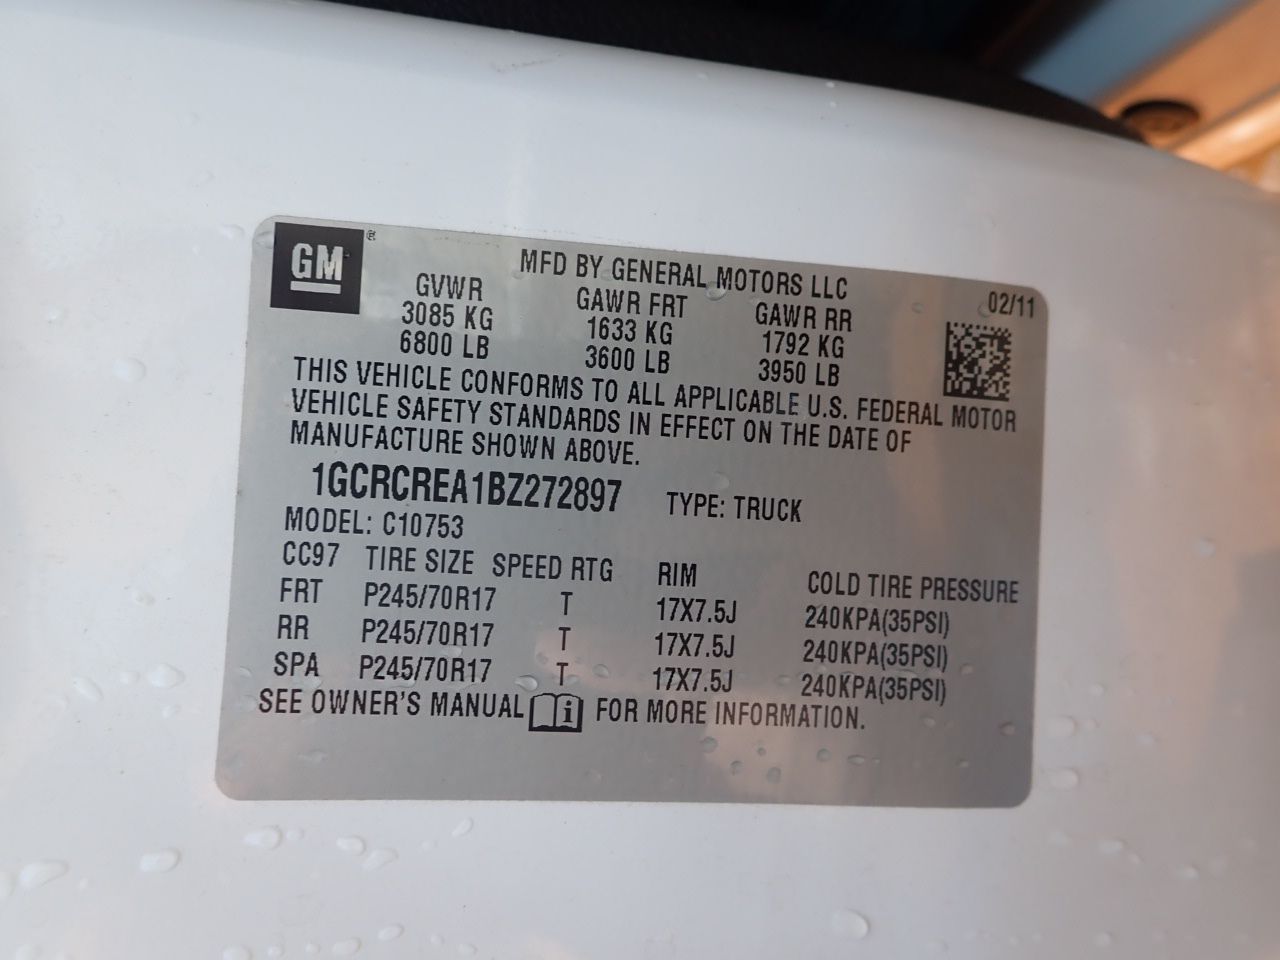 GM
MFD BY GENERAL MOTORS LLC
02/11
GVWR GAWR FRT GAWR RR
3085 KG 1633 KG 1792 KG
6800 LB 3600 LB 3950 LB
THIS VEHICLE CONFORMS TO ALL APPLICABLE U.S. FEDERAL MOTOR
VEHICLE SAFETY STANDARDS IN EFFECT ON THE DATE OF
MANUFACTURE SHOWN ABOVE.
1GCRCREA1BZ272897 TYPE: TRUCK
MODEL: C10753
CC97 TIRE SIZE SPEED RTG RIM COLD TIRE PRESSURE
FRT P245/70R17 T 17X7.5J 240KPA(35PSI)
RR P245/70R17 T 17X7.5J 240KPA(35PSI)
SPA P245/70R17 T 17X7.5J 240KPA(35PSI)
SEE OWNER'S MANUAL i FOR MORE INFORMATION.